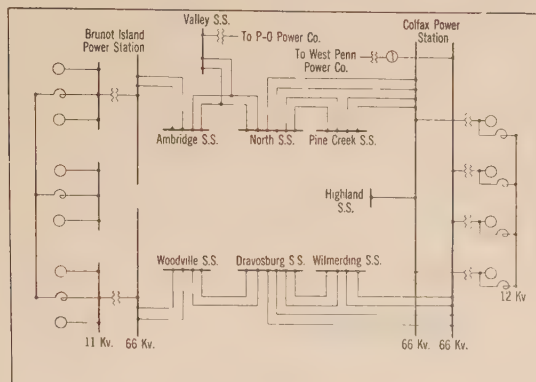 Valley S.S.
Brunot Island
Power Station
To P-O Power Co.
To West Penn
Power Co.
Colfax Power
Station
Ambridge S.S.
North S.S.
Pine Creek S.S.
Highland
S.S.
Woodville S.S.
Dravosburg S.S.
Wilmerding S.S.
11 Kv.
66 Kv.
66 Kv.
66 Kv.
12 Kv